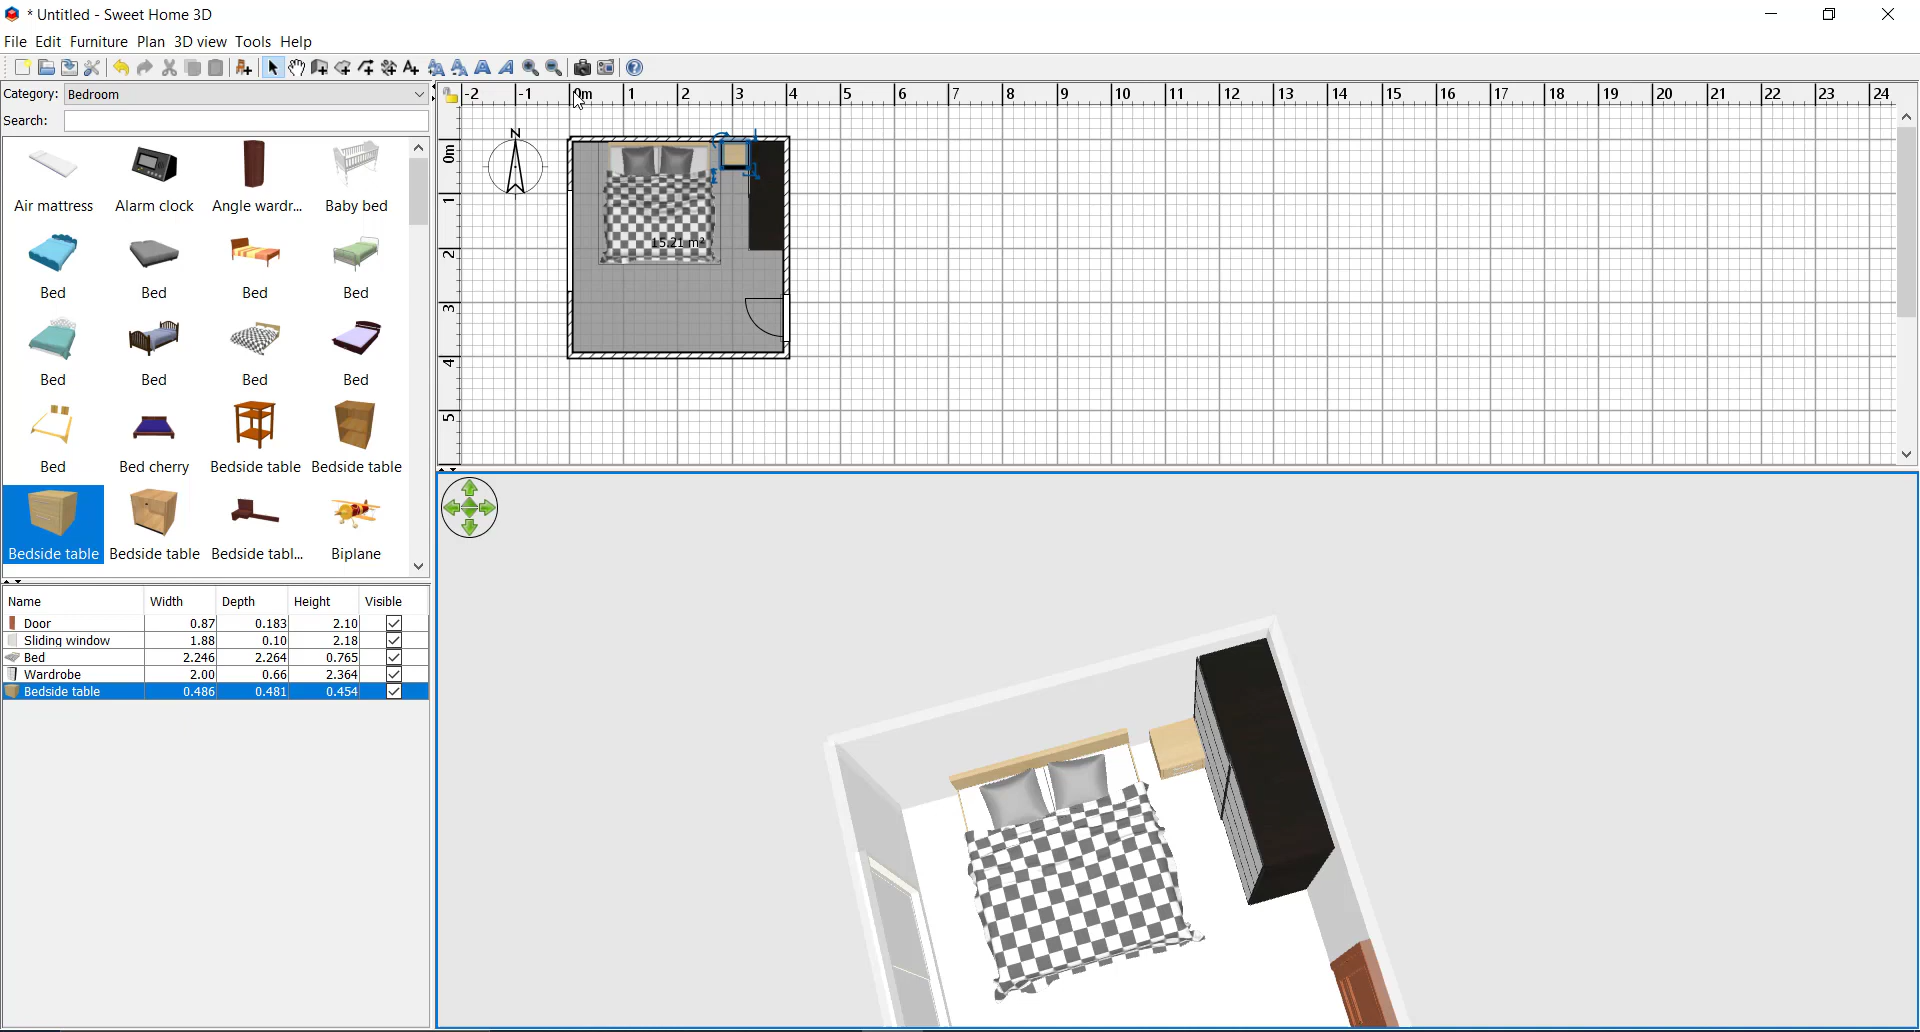 * Untitled - Sweet Home 3D
File Edit Furniture Plan 3D view Tools Help
Category: Bedroom
Search:
Air mattress Alarm clock Angle wardr... Baby bed
Bed Bed Bed Bed
Bed Bed Bed Bed
Bed Bed cherry Bedside table Bedside table
Bedside table Bedside table Bedside tabl... Biplane
Name Width Depth Height Visible
Door 0.87 0.183 2.10
Sliding window 1.88 0.10 2.18
Bed 2.246 2.264 0.765
Wardrobe 2.00 0.66 2.364
Bedside table 0.486 0.481 0.454
-2 -1 0m 1 2 3 4 5 6 7 8 9 10 11 12 13 14 15 16 17 18 19 20 21 22 23 24
0m
1
2
3
4
5
N
15.21 m²